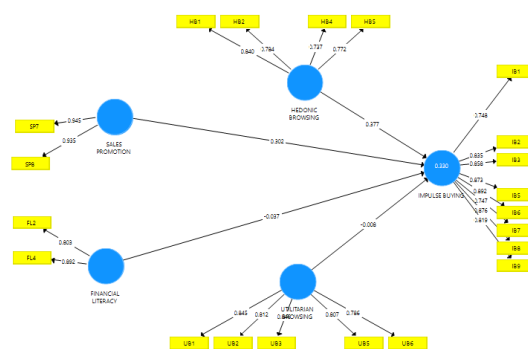 HB1
HB2
HB4
HB5
0.840
0.784
0.737
0.772
HEDONIC
BROWSING
IB1
0.748
SP7
0.945
SP8
0.935
SALES
PROMOTION
0.377
0.302
0.330
IMPULSE BUYING
0.835
IB2
0.858
IB3
0.873
IB5
0.892
IB6
0.747
IB7
0.876
IB8
0.819
IB9
FL2
0.603
FL4
0.892
FINANCIAL
LITERACY
-0.037
-0.008
UTILITARIAN
BROWSING
0.845
0.812
0.607
0.786
UB1
UB2
UB3
UB5
UB6